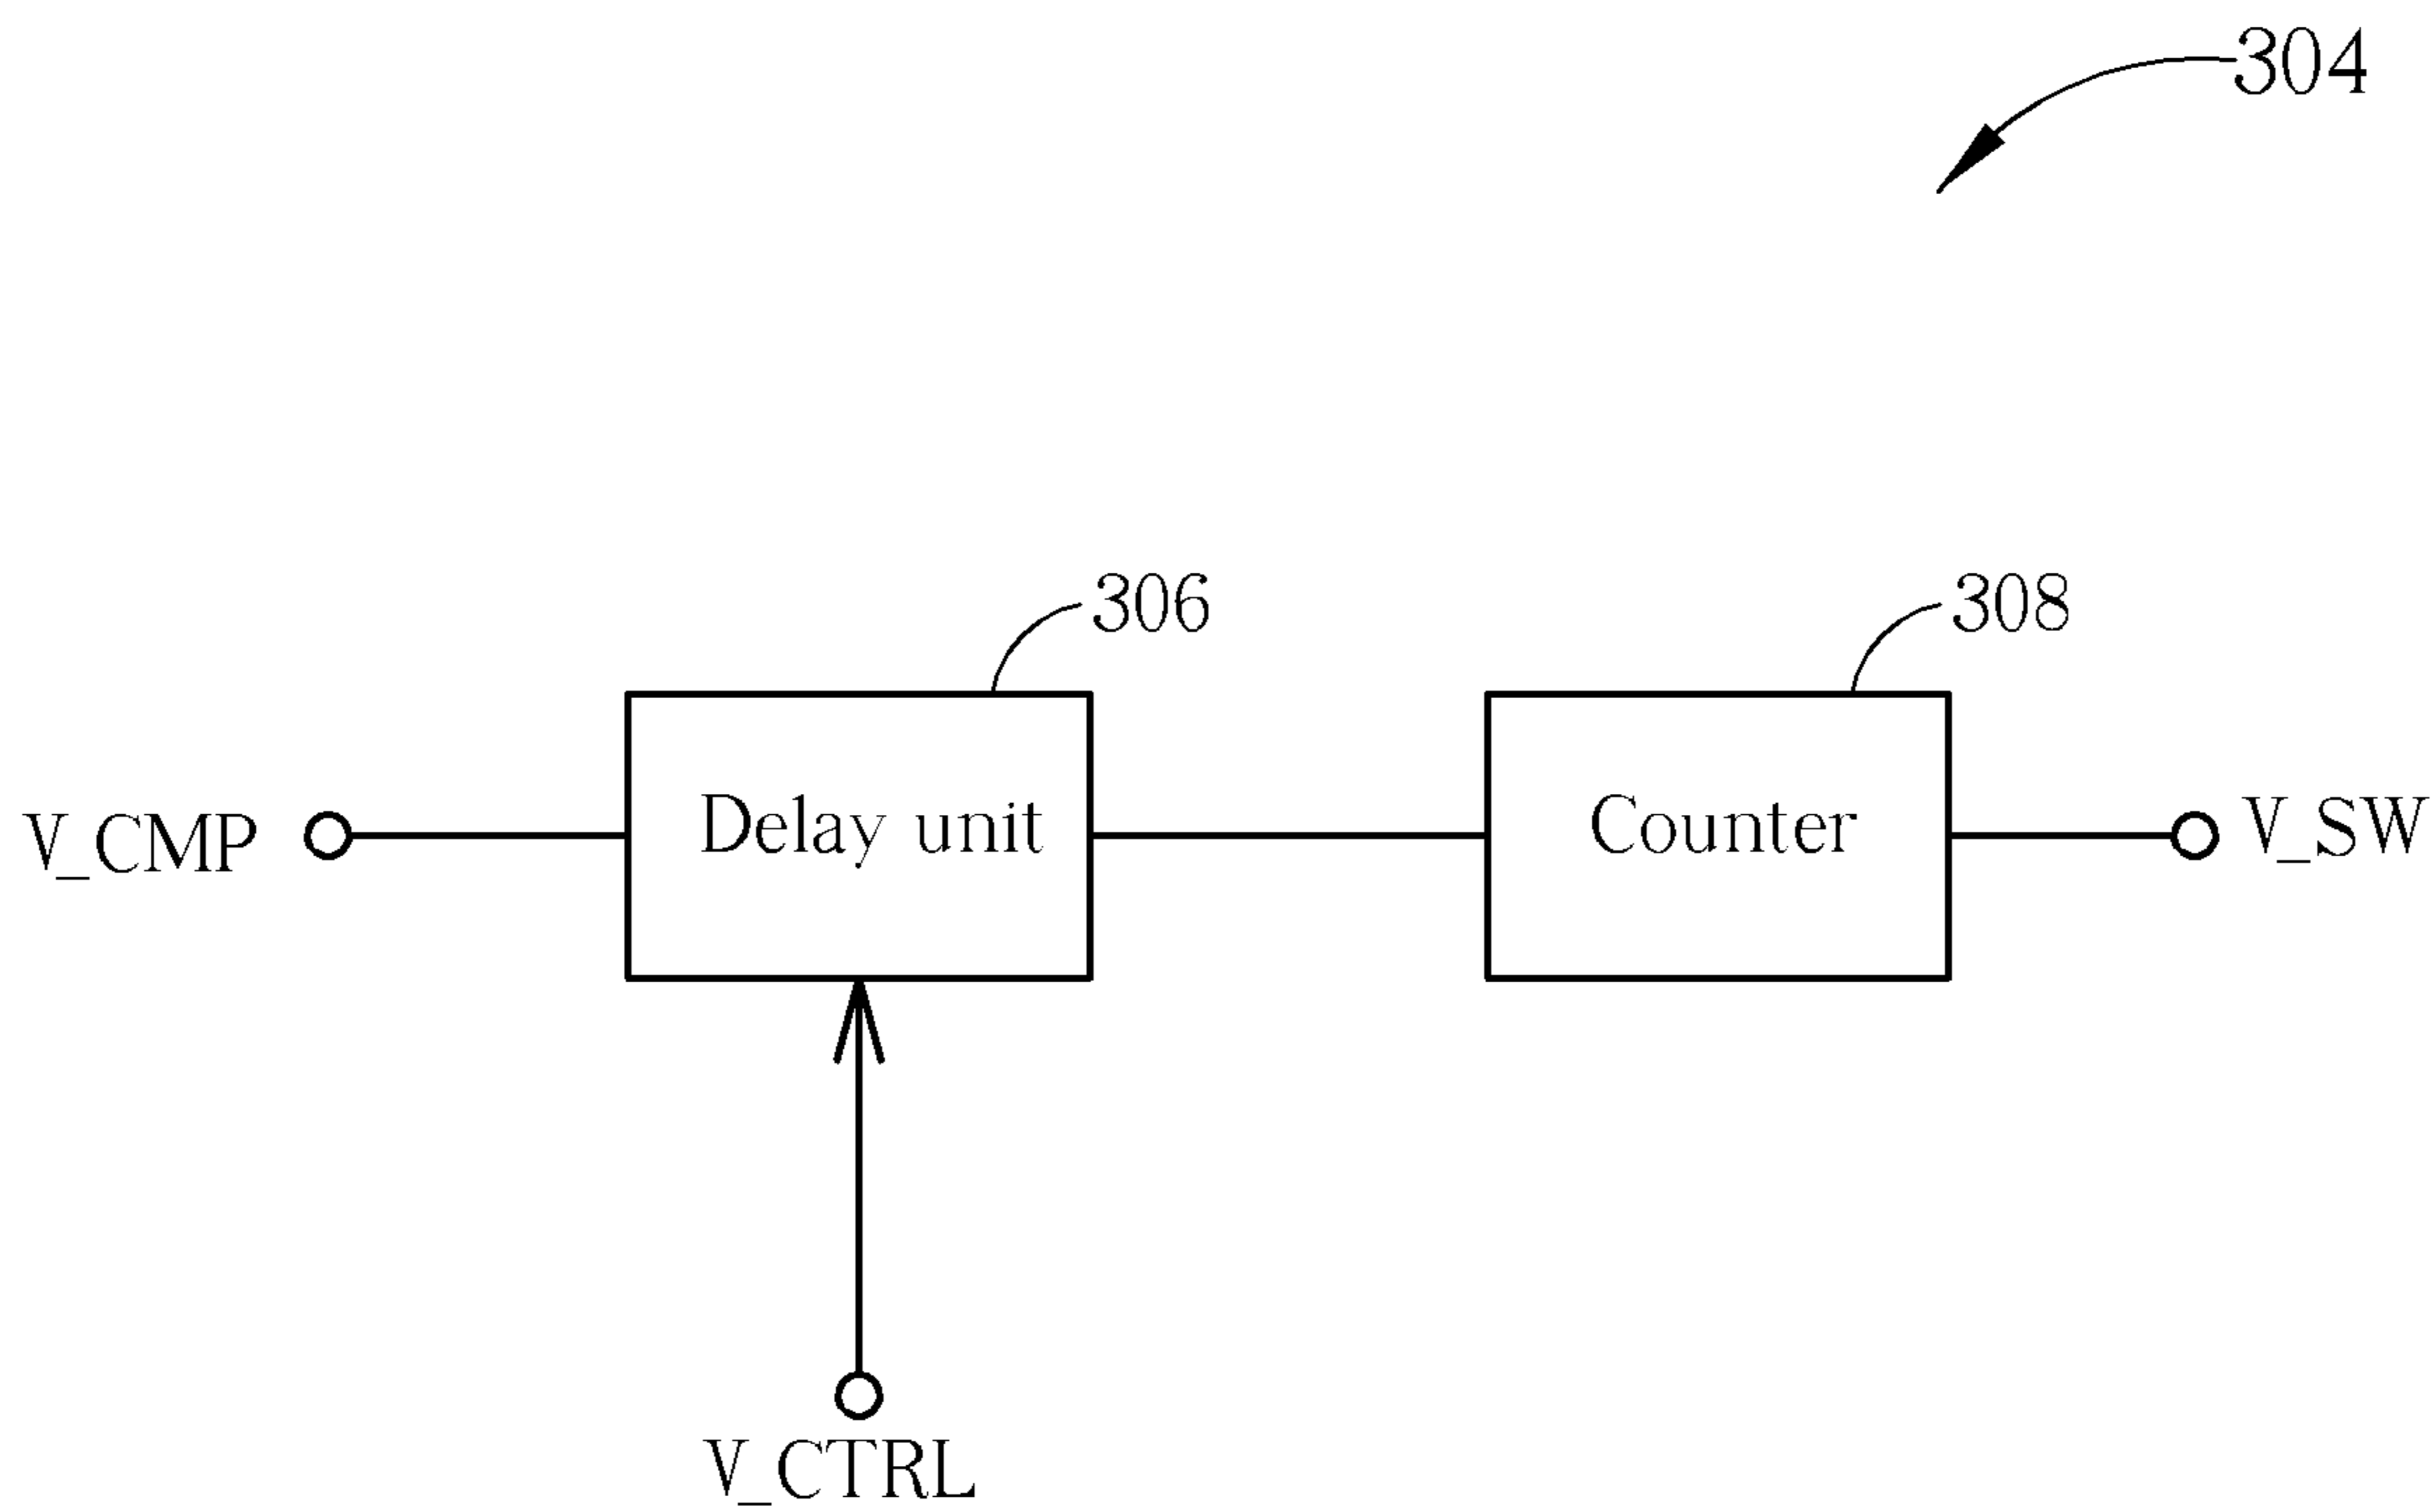 304
306
308
V_CMP
Delay unit
Counter
V_SW
V_CTRL